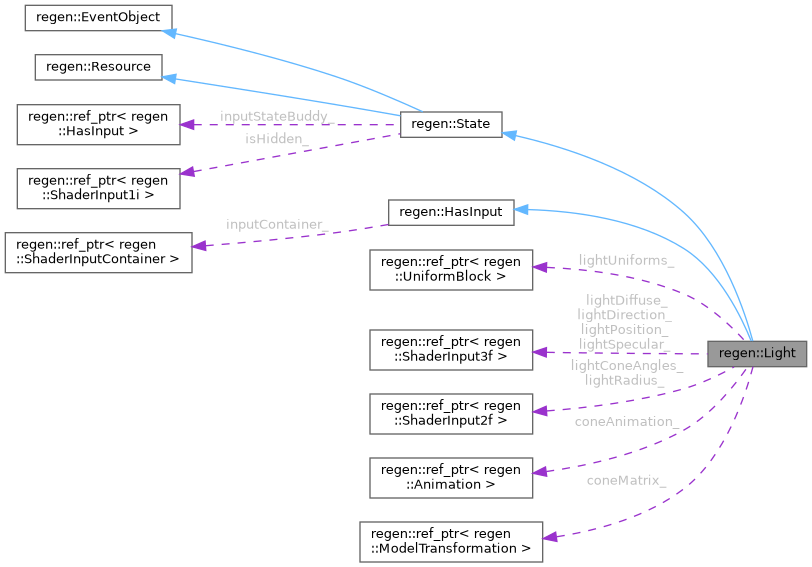 regen::EventObject
regen::Resource
regen::ref_ptr< regen
::HasInput >
inputStateBuddy_
regen::State
isHidden_
regen::ref_ptr< regen
::ShaderInput1i >
regen::HasInput
inputContainer_
regen::ref_ptr< regen
::ShaderInputContainer >
regen::ref_ptr< regen
::UniformBlock >
lightUniforms_
lightDiffuse_
lightDirection_
lightPosition_
lightSpecular_
regen::ref_ptr< regen
::ShaderInput3f >
regen::Light
lightConeAngles_
lightRadius_
regen::ref_ptr< regen
::ShaderInput2f >
coneAnimation_
regen::ref_ptr< regen
::Animation >
coneMatrix_
regen::ref_ptr< regen
::ModelTransformation >